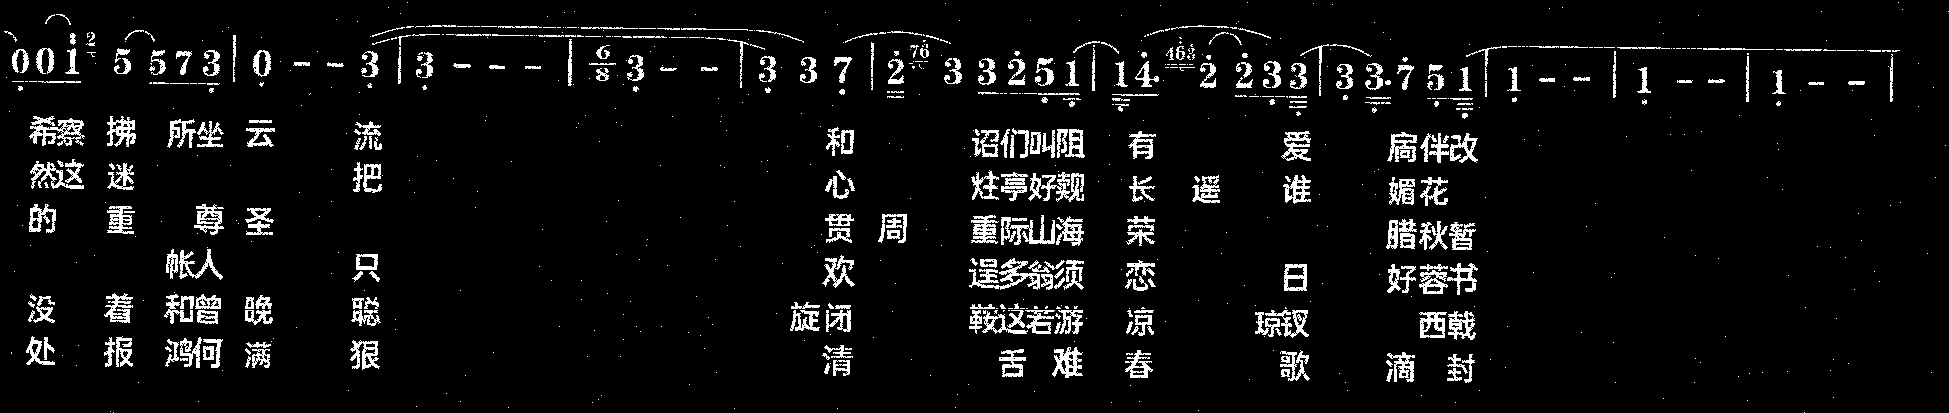 0 0 1 2 5 5 7 3 | 0 - - 3 | 3 - - - | 6/8 3 - - | 3 3 7 | 2 76 3 3 2 5 1 | 1 4. 463 2 2 3 3 | 3 3. 7 5 1 | 1 - - | 1 - - | 1 - - |
希察 拂 所坐 云 流 和 诏们叫阻 有 爱 扄伴改
然这 迷 把 心 炷亭好觌 长 遥 谁 媚花
的 重 尊 圣 贯 周 重际山海 荣 腊秋暂
帐人 只 欢 逞多翁须 恋 日 好蓉书
没 着 和曾 晚 聪 旋闭 鞍这若游 凉 琼钗 西戟
处 报 鸿何 满 狠 清 舌 难 春 歌 滴 封